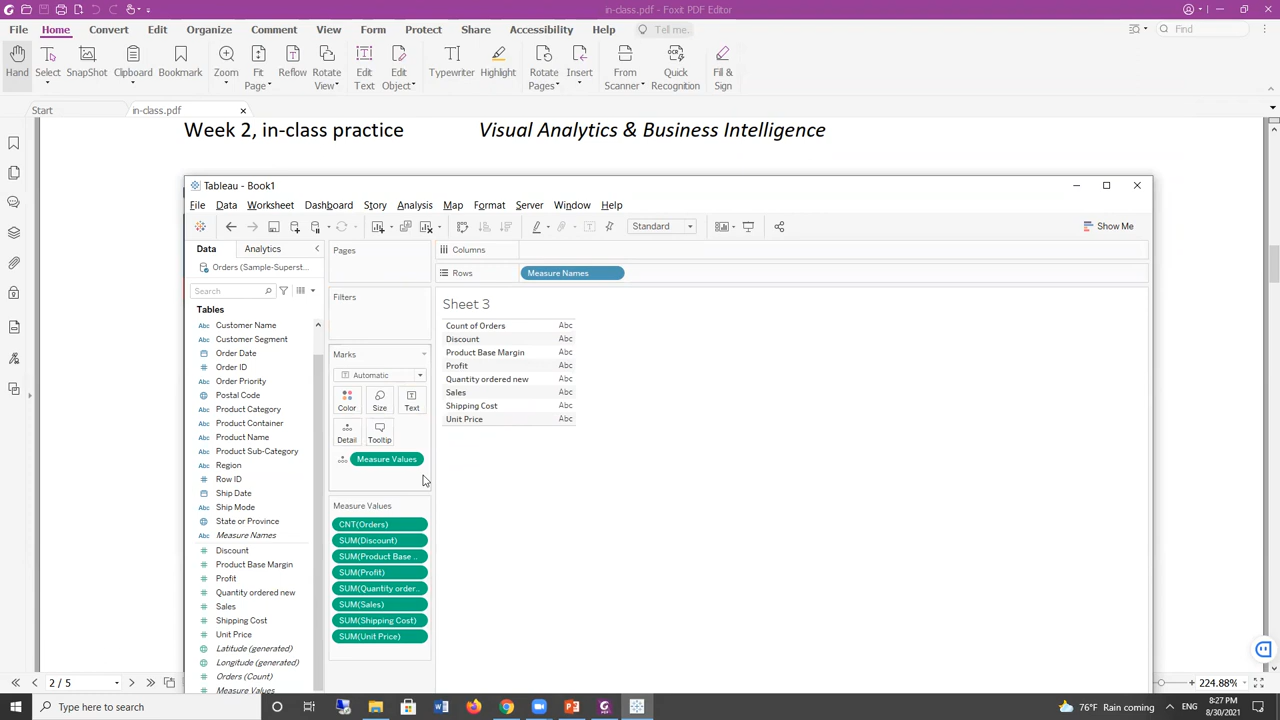 in-class.pdf - Foxit PDF Editor
File Home Convert Edit Organize Comment View Form Protect Share Accessibility Help Tell me. Find
Hand Select SnapShot Clipboard Bookmark Zoom Fit Page Reflow Rotate View Edit Text Edit Object Typewriter Highlight Rotate Pages Insert From Scanner Quick Recognition Fill & Sign
Start in-class.pdf
Week 2, in-class practice Visual Analytics & Business Intelligence
Tableau - Book1
File Data Worksheet Dashboard Story Analysis Map Format Server Window Help
Standard Show Me
Data Analytics Pages Columns
Orders (Sample-Superst... Rows Measure Names
Search Filters
Tables Sheet 3
Abc Customer Name
Abc Customer Segment
Order Date
Order ID
Abc Order Priority
Postal Code
Abc Product Category
Abc Product Container
Abc Product Name
Abc Product Sub-Category
Abc Region
Row ID
Ship Date
Abc Ship Mode
State or Province
Abc Measure Names
Discount
Product Base Margin
Profit
Quantity ordered new
Sales
Shipping Cost
Unit Price
Latitude (generated)
Longitude (generated)
Orders (Count)
Measure Values
Marks
Automatic
Color Size Text
Detail Tooltip
Measure Values
Measure Values
CNT(Orders)
SUM(Discount)
SUM(Product Base ..
SUM(Profit)
SUM(Quantity order..
SUM(Sales)
SUM(Shipping Cost)
SUM(Unit Price)
Count of Orders Abc
Discount Abc
Product Base Margin Abc
Profit Abc
Quantity ordered new Abc
Sales Abc
Shipping Cost Abc
Unit Price Abc
2 / 5 224.88%
Type here to search 76°F Raining coming 8:27 PM
8/30/2021